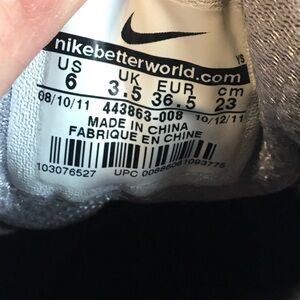 nikebetterworld.com
US UK EUR cm
6 3.5 36.5 23
08/10/11 443863-008 10/12/11
MADE IN CHINA
FABRIQUE EN CHINE
103076527 UPC 00886061093775